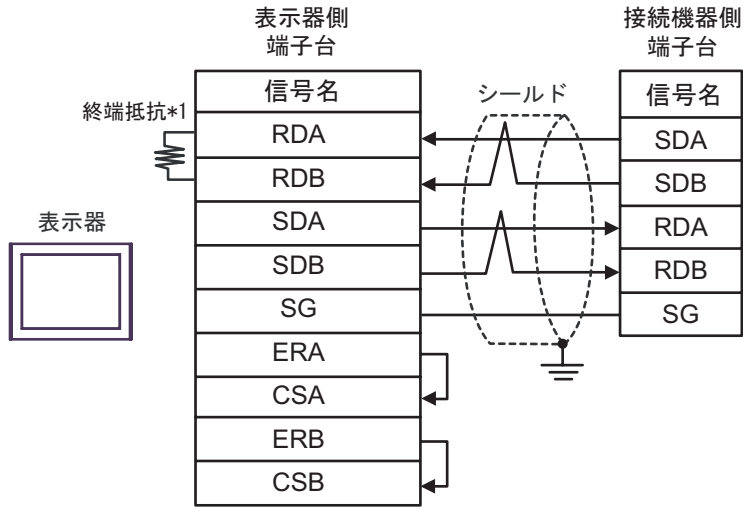 表示器側
端子台
接続機器側
端子台
終端抵抗*1
信号名
シールド
信号名
RDA
SDA
RDB
SDB
表示器
SDA
RDA
SDB
RDB
SG
SG
ERA
CSA
ERB
CSB